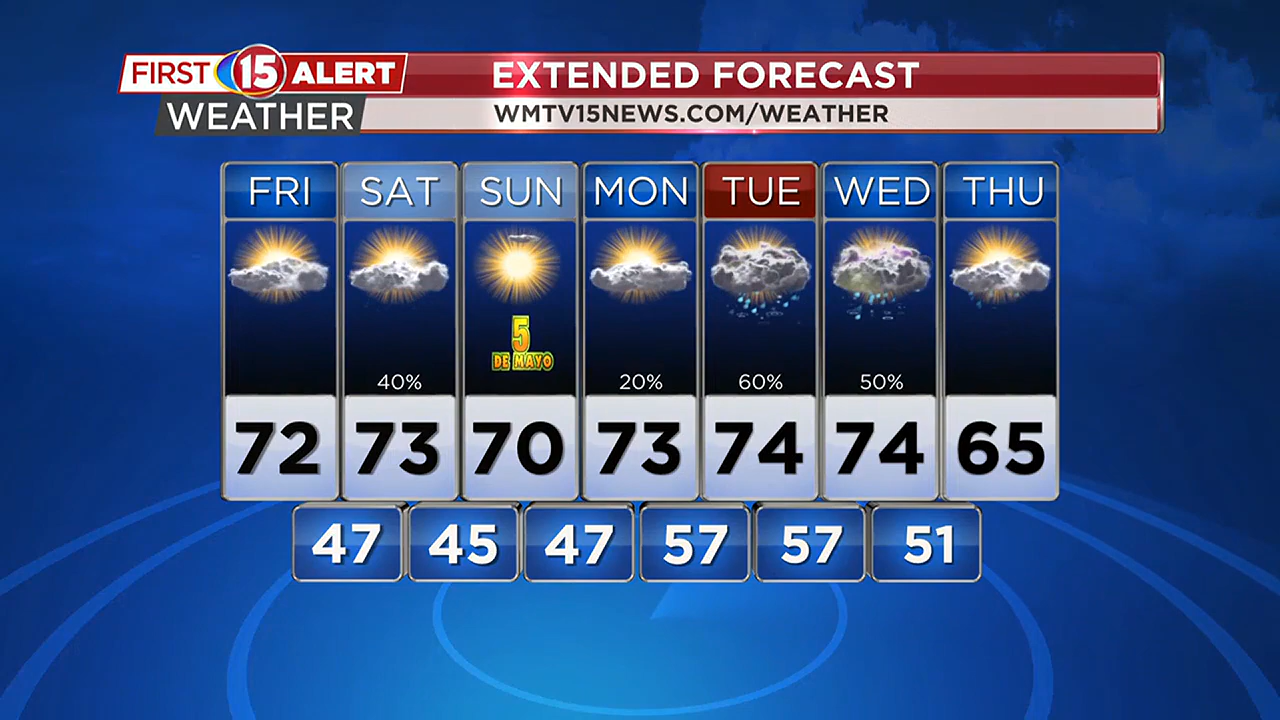 FIRST 15 ALERT
WEATHER
EXTENDED FORECAST
WMTV15NEWS.COM/WEATHER
FRI SAT SUN MON TUE WED THU
5
DE MAYO
40% 20% 60% 50%
72 73 70 73 74 74 65
47 45 47 57 57 51